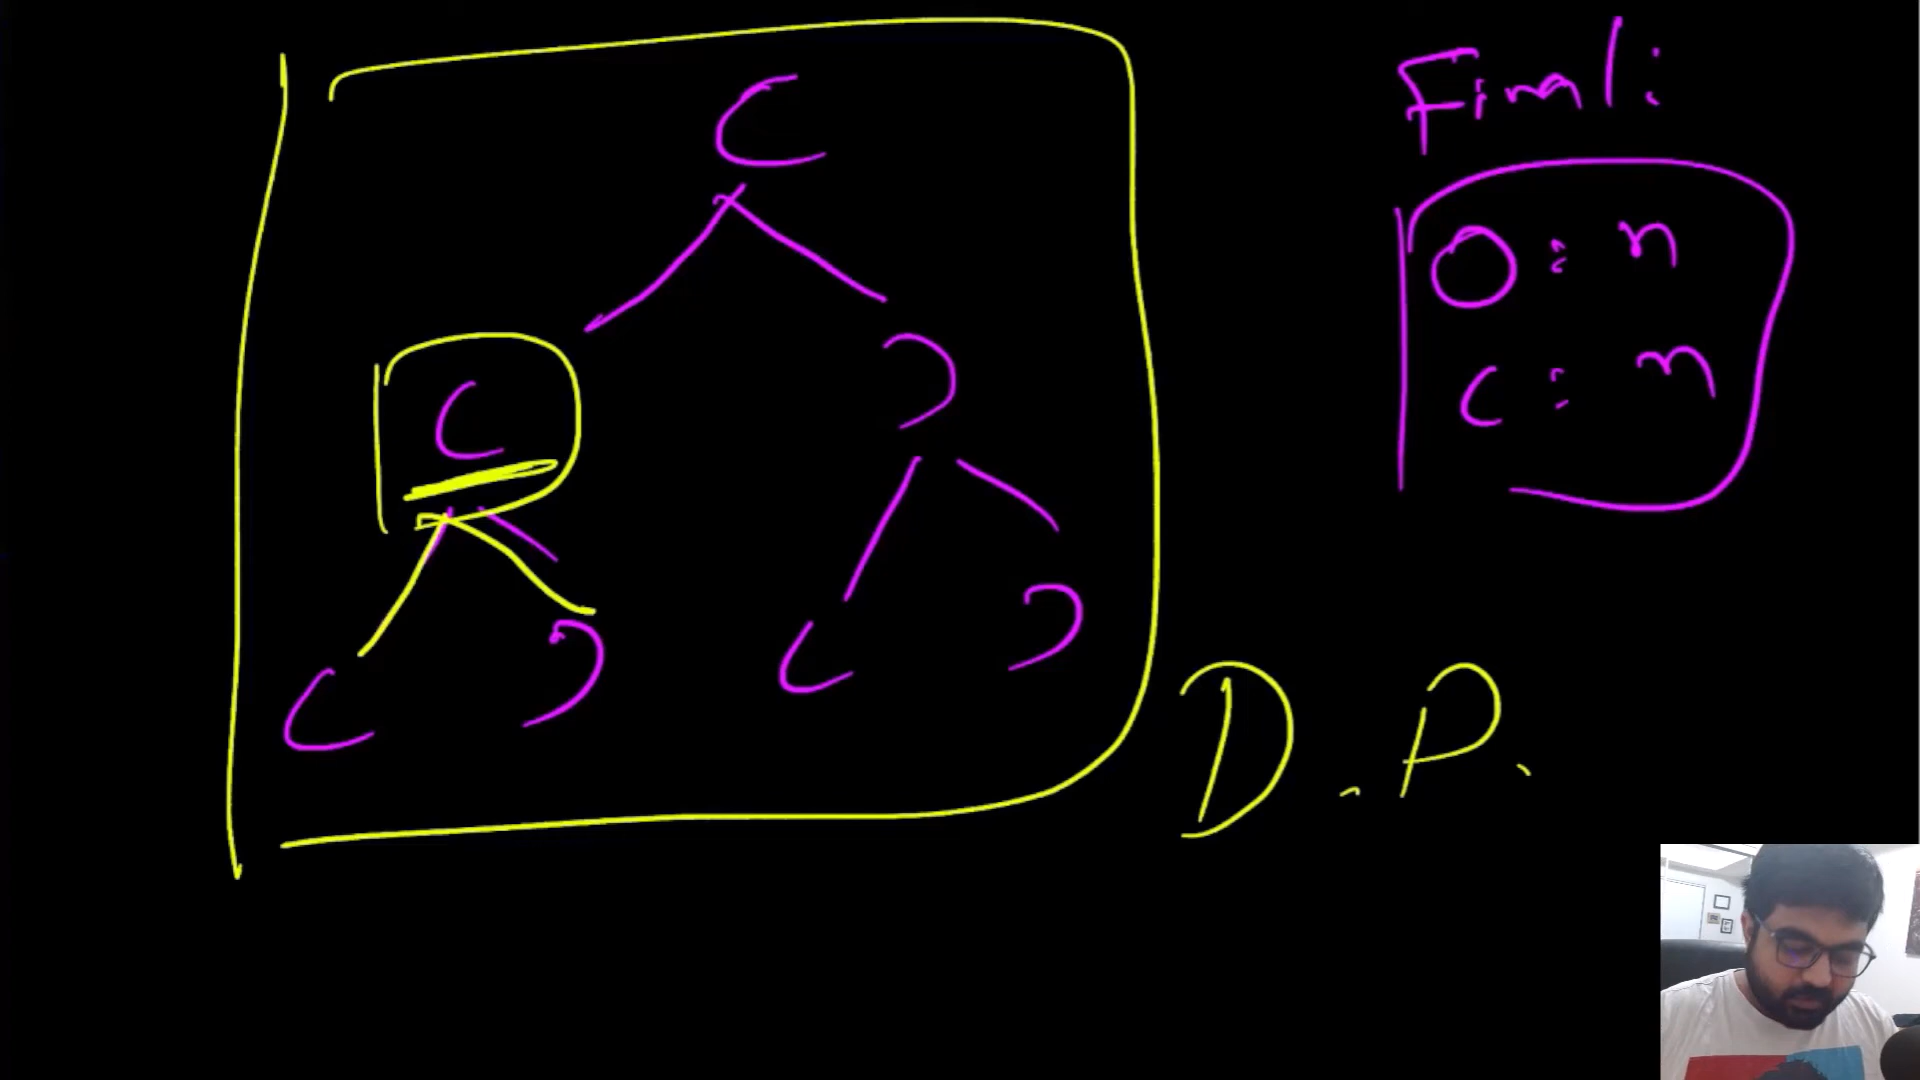 Final:
O : n
C : n
(
( )
( ) ( )
D.P.